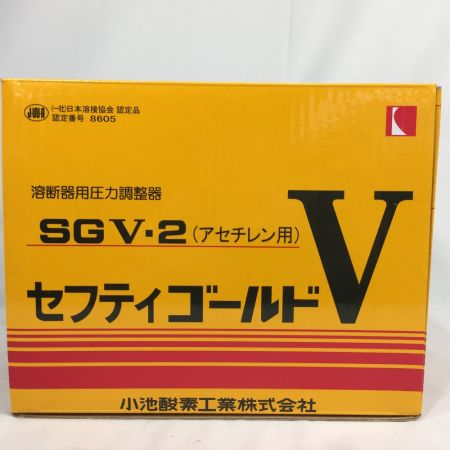 JWA
(一社)日本溶接協会 認定品
認定番号 8605
溶断器用圧力調整器
SGV-2 (アセチレン用)
セフティゴールドV
小池酸素工業株式会社